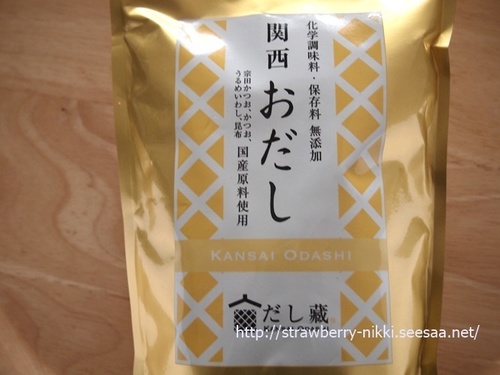 化学調味料・保存料 無添加
関西 おだし
宗田かつお、かつお、
うるめいわし、昆布
国産原料使用
KANSAI ODASHI
だし蔵
http://strawberry-nikki.seesaa.net/